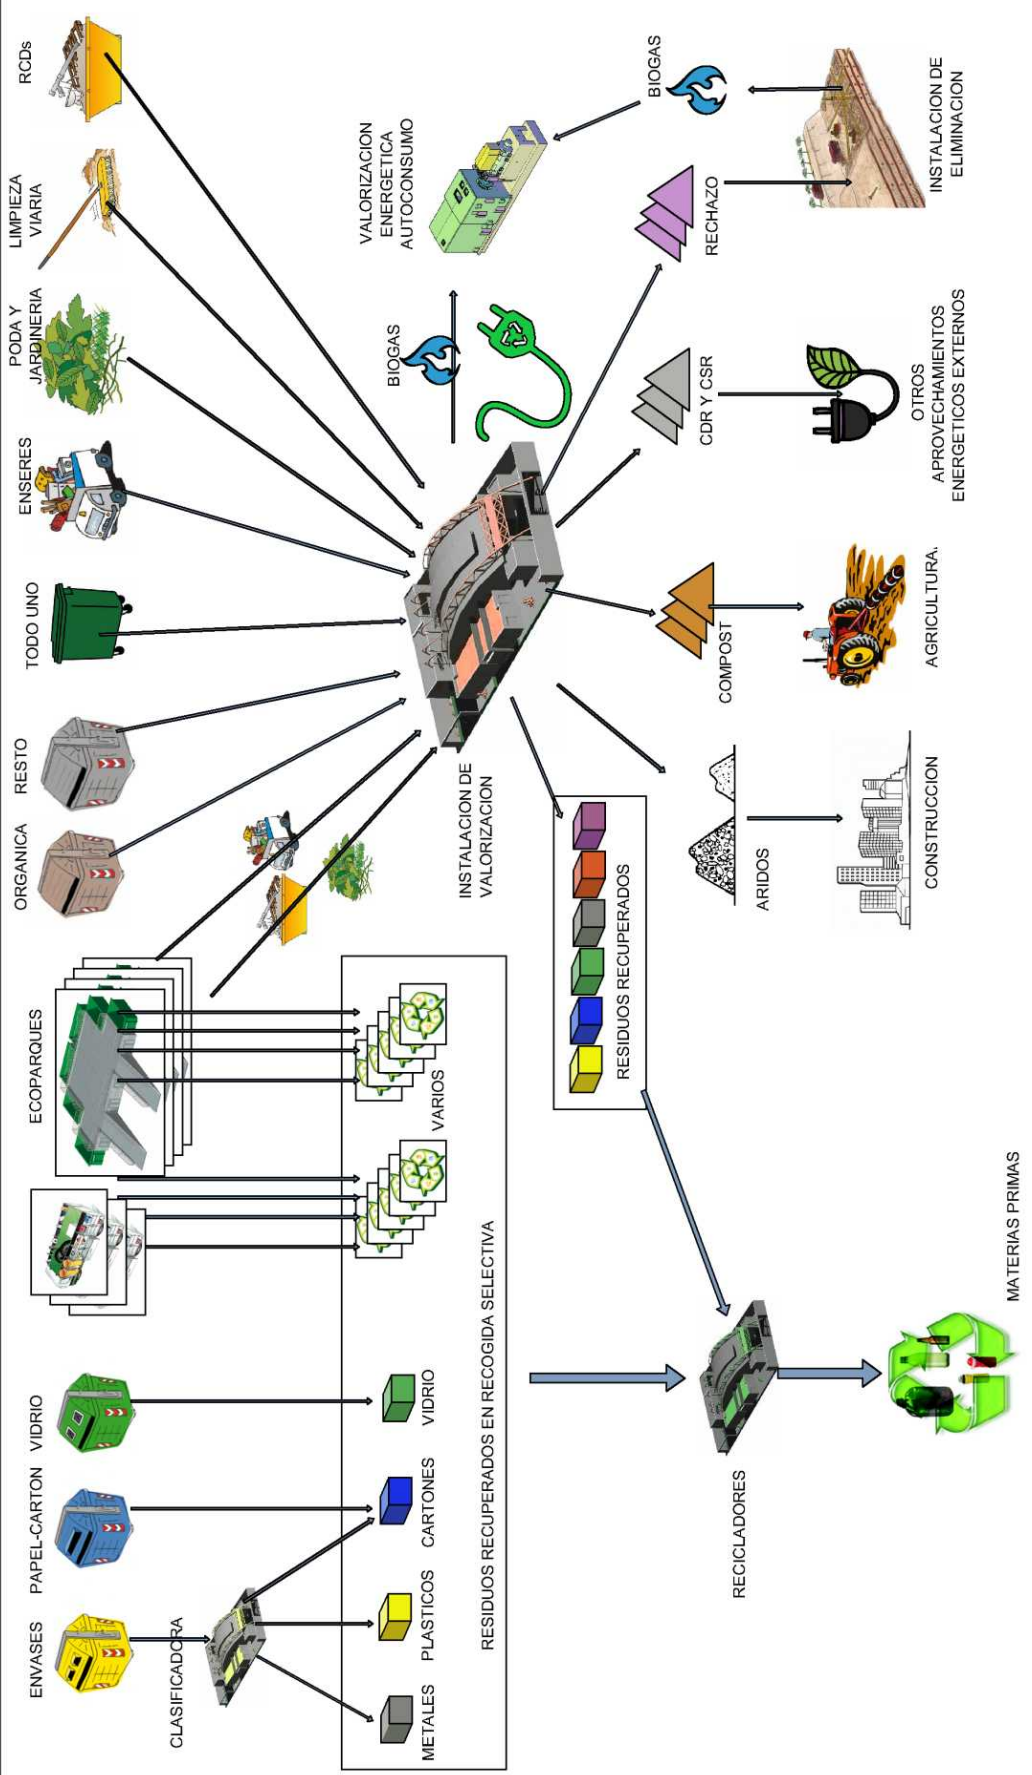 ENVASES
PAPEL-CARTON
VIDRIO
ECOPARQUES
ORGANICA
RESTO
TODO UNO
ENSERES
PODA Y
JARDINERIA
LIMPIEZA
VIARIA
RCDs
CLASIFICADORA
METALES
PLASTICOS
CARTONES
VIDRIO
VARIOS
RESIDUOS RECUPERADOS EN RECOGIDA SELECTIVA
INSTALACION DE
VALORIZACION
BIOGAS
VALORIZACION
ENERGETICA
AUTOCONSUMO
BIOGAS
RESIDUOS RECUPERADOS
ARIDOS
COMPOST
CDR Y CSR
RECHAZO
RECICLADORES
CONSTRUCCION
AGRICULTURA.
OTROS
APROVECHAMIENTOS
ENERGETICOS EXTERNOS
INSTALACION DE
ELIMINACION
MATERIAS PRIMAS